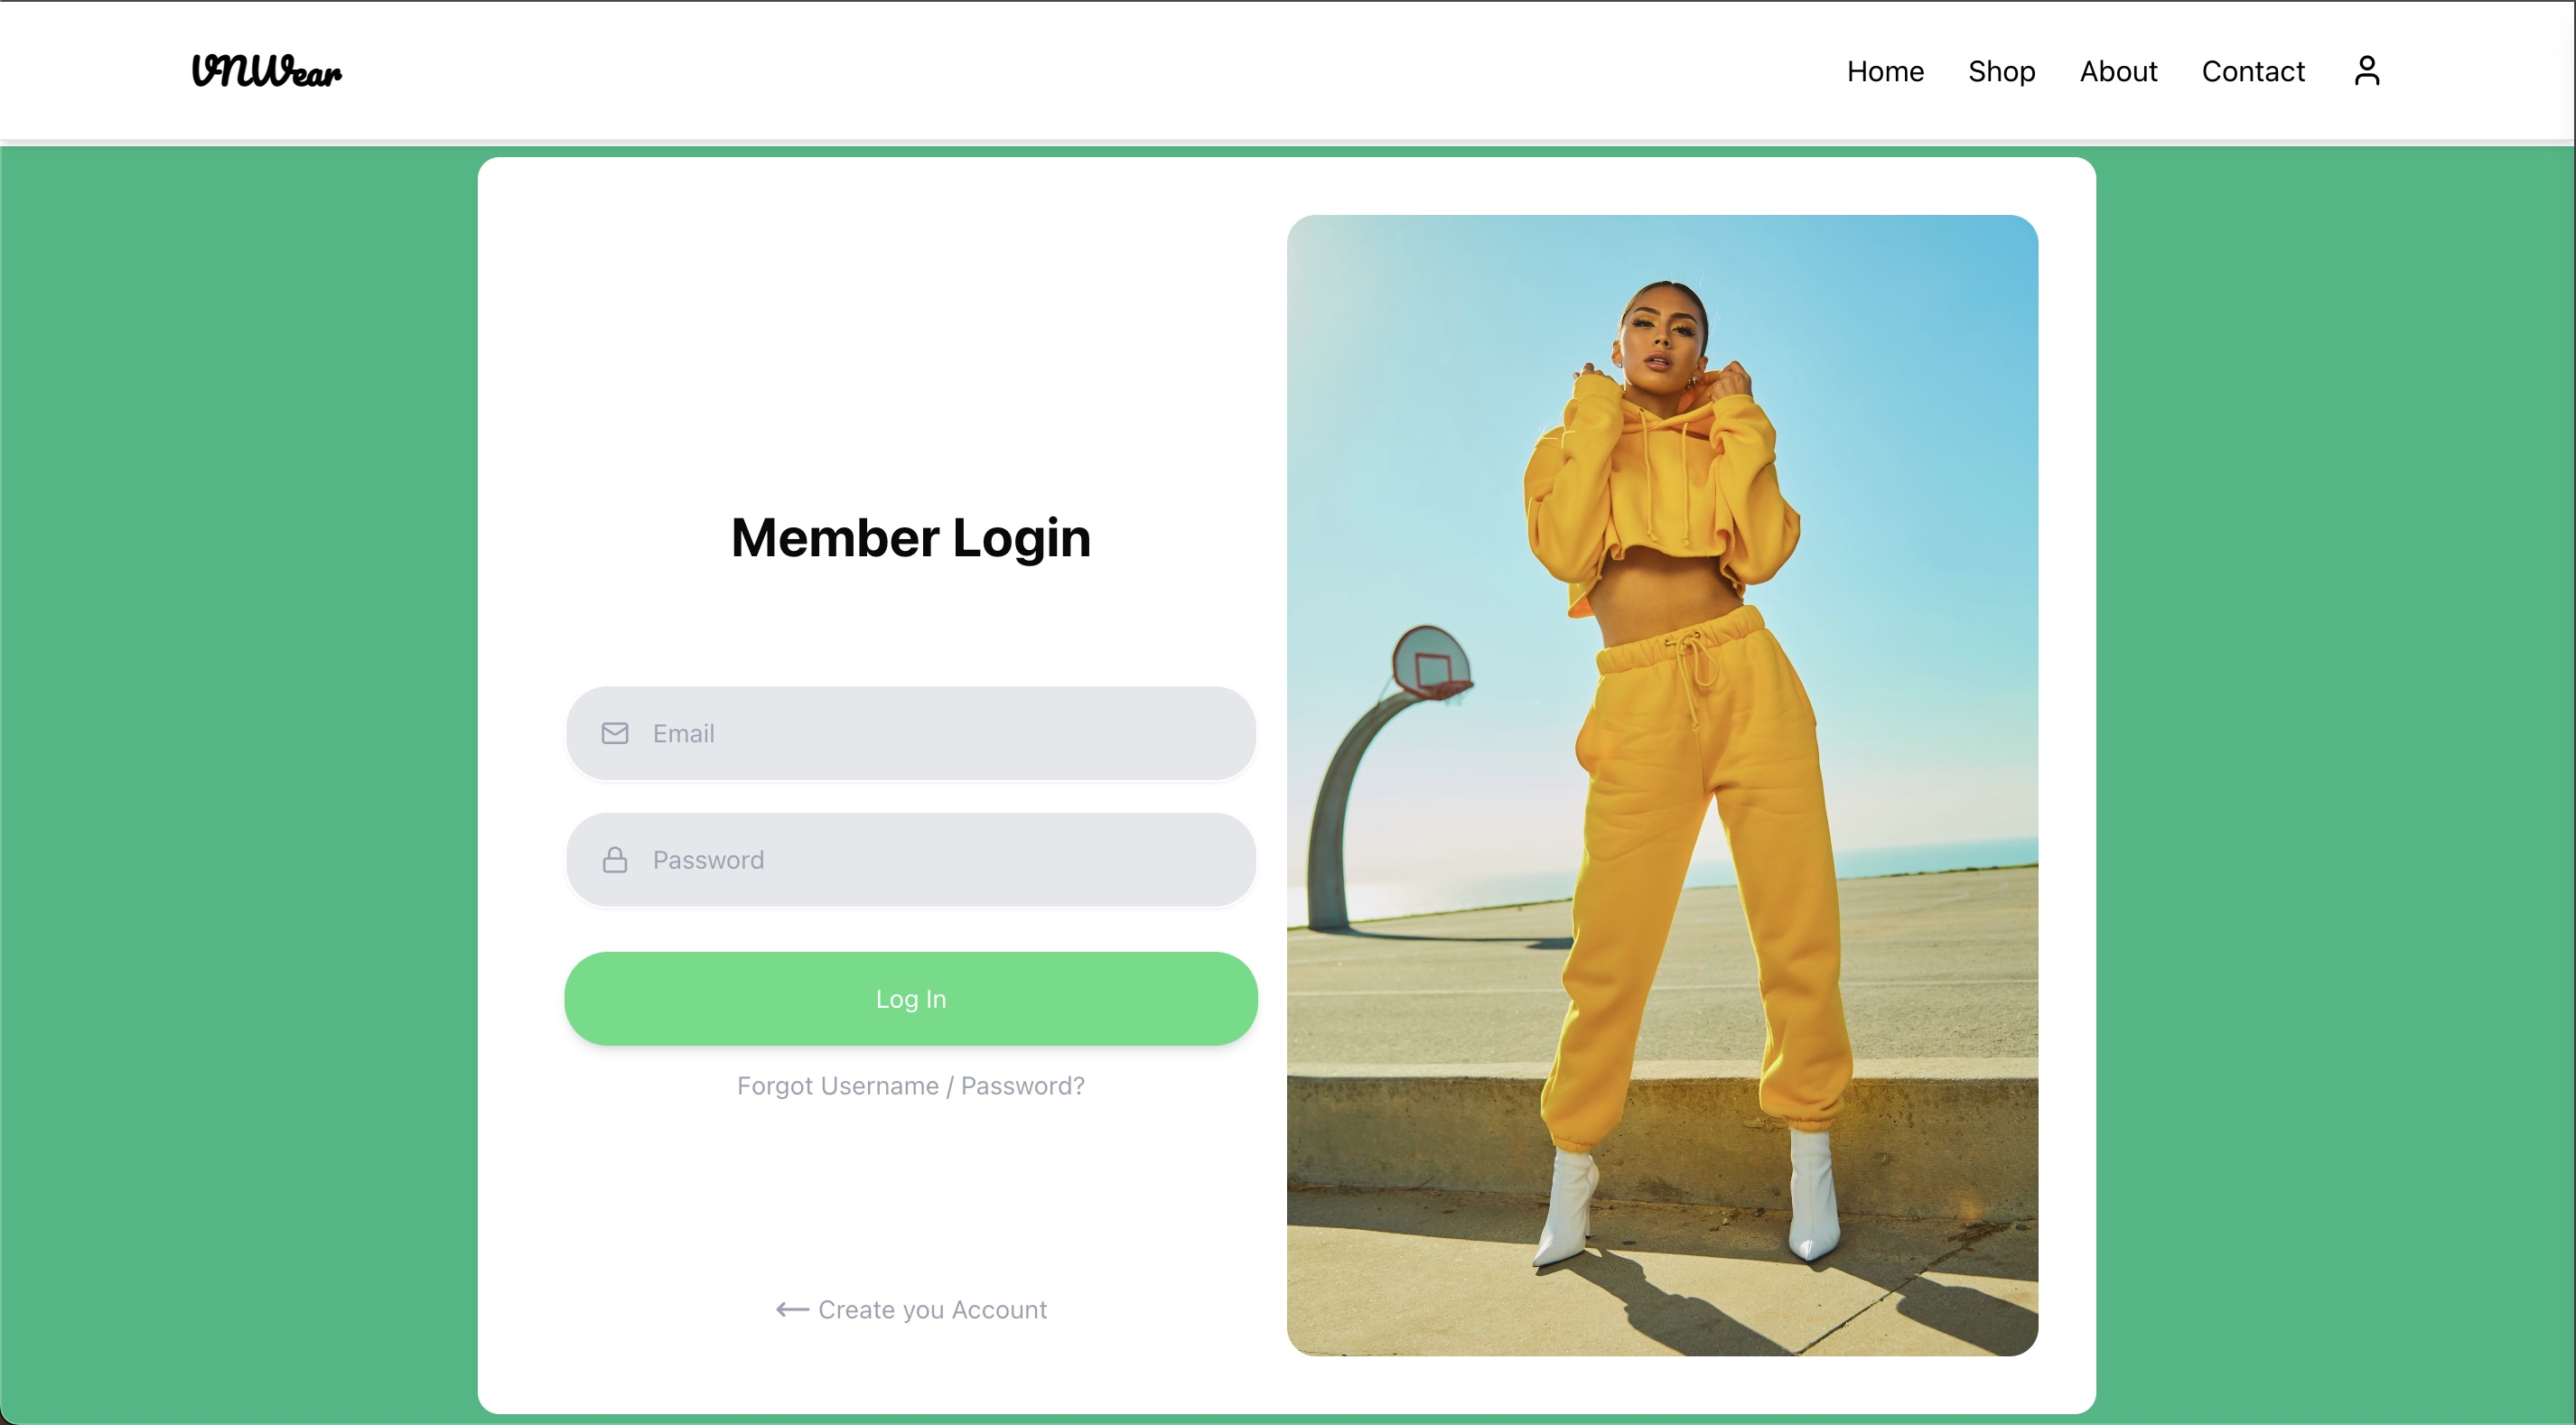 VNWear
Home Shop About Contact
Member Login
Email
Password
Log In
Forgot Username / Password?
Create you Account